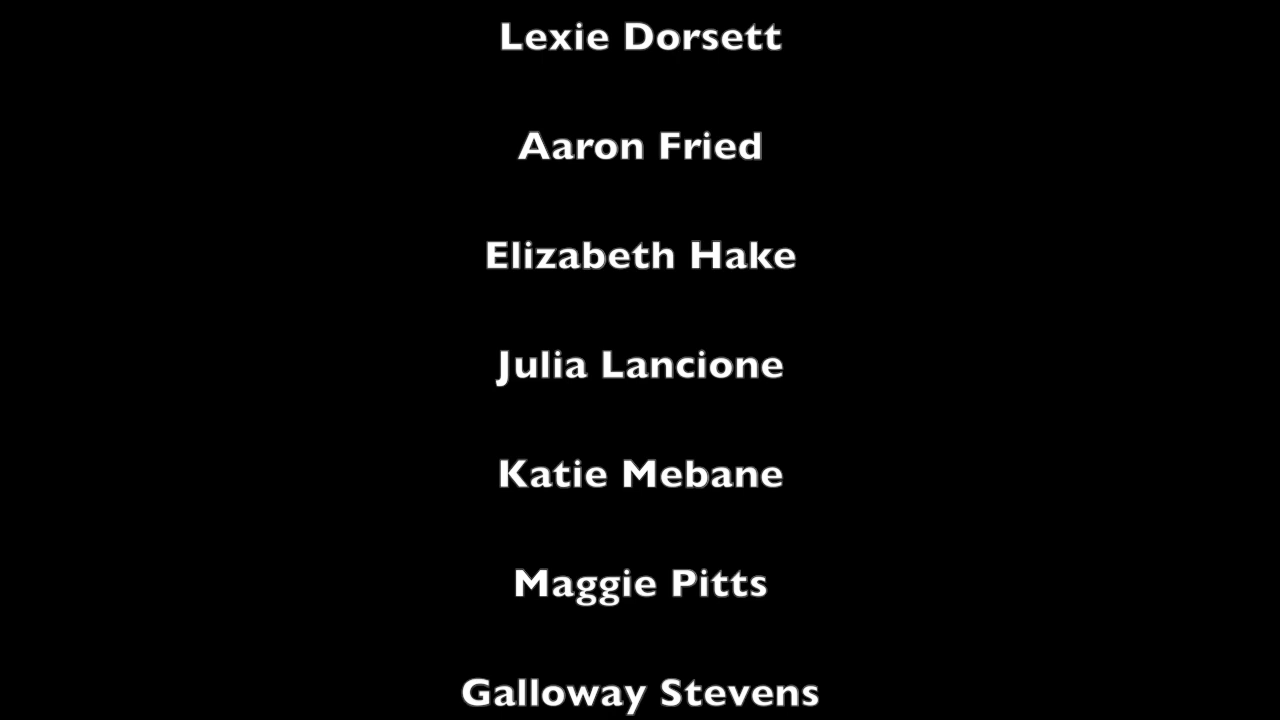 Lexie Dorsett
Aaron Fried
Elizabeth Hake
Julia Lancione
Katie Mebane
Maggie Pitts
Galloway Stevens